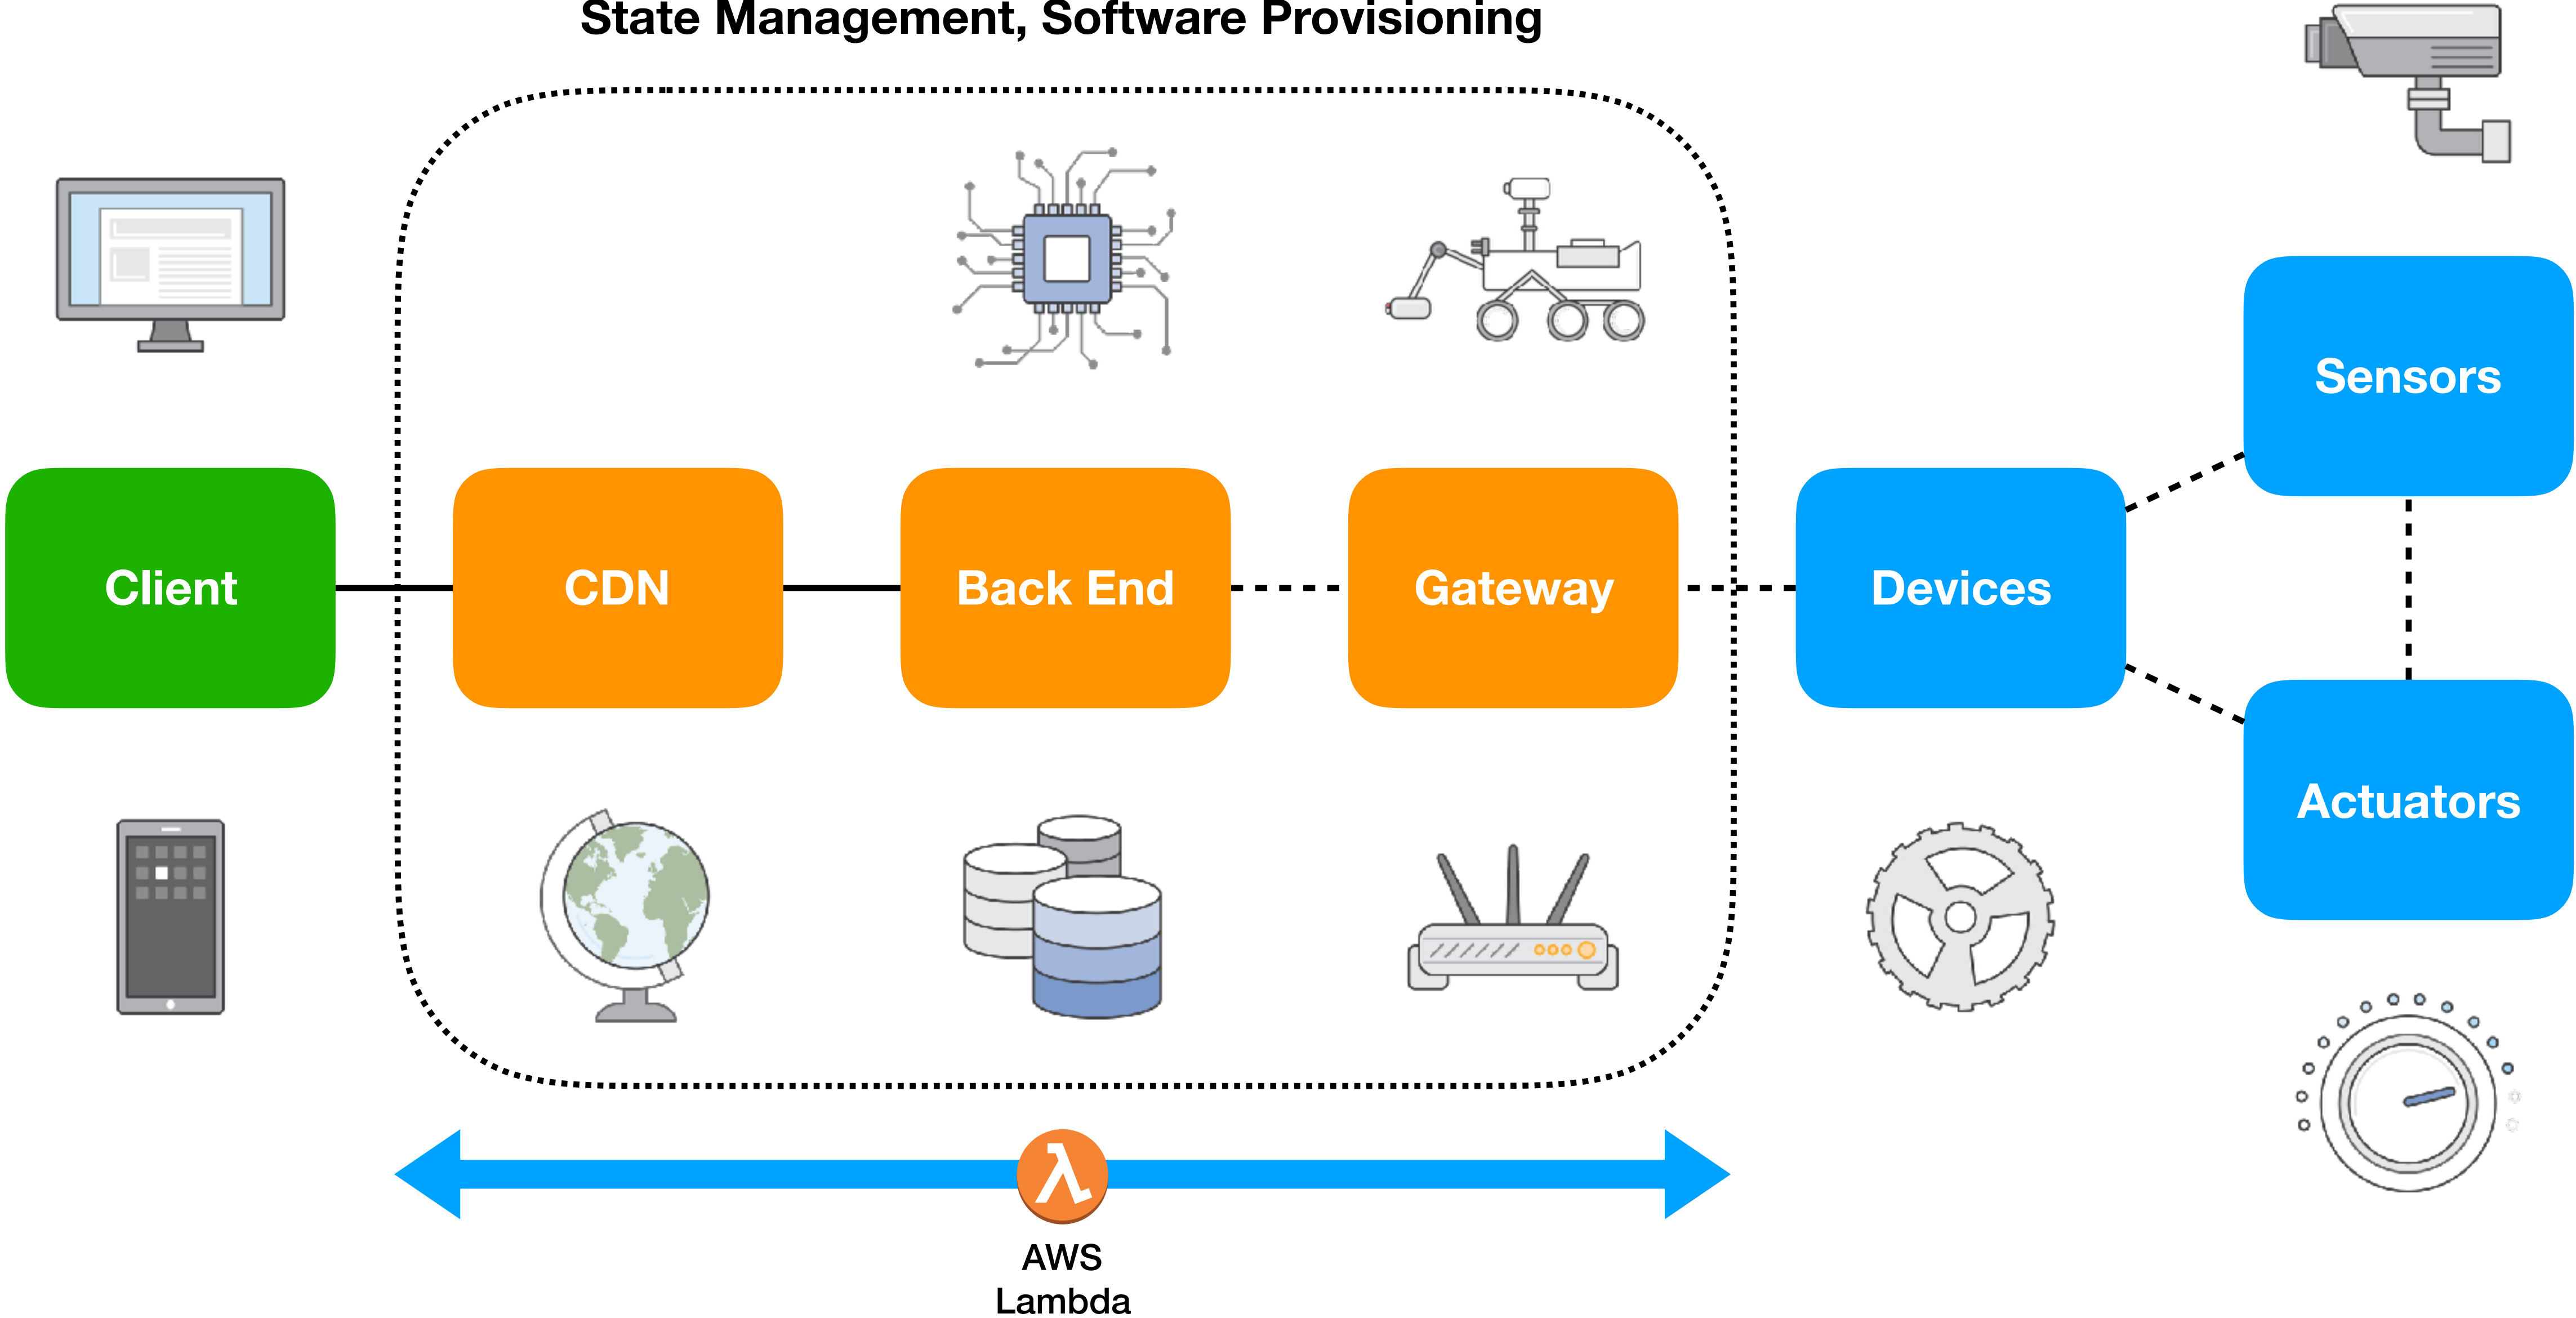 State Management, Software Provisioning
Sensors
Client
CDN
Back End
Gateway
Devices
Actuators
λ
AWS
Lambda